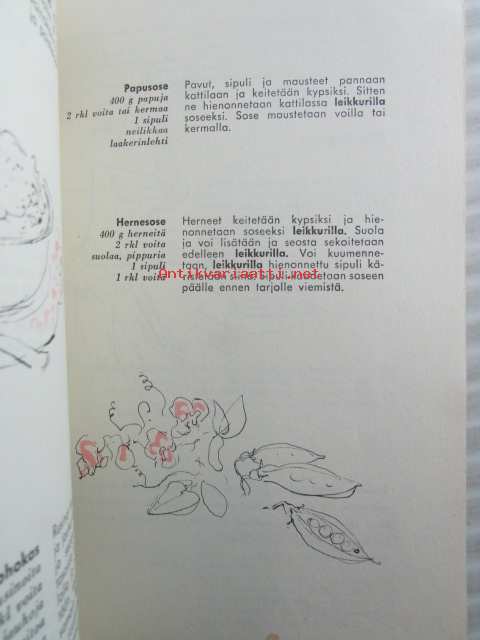 Papusose
400 g papuja
2 rkl voita tai kermaa
1 sipuli
neilikkaa
laakerinlehti
Pavut, sipuli ja mausteet pannaan
kattilaan ja keitetään kypsiksi. Sitten
ne hienonnetaan kattilassa leikkurilla
soseeksi. Sose maustetaan voilla tai
kermalla.
Hernesose
400 g herneitä
2 rkl voita
suolaa, pippuria
1 sipuli
1 rkl voita
Herneet keitetään kypsiksi ja hie-
nonnetaan soseeksi leikkurilla. Suola
ja voi lisätään ja seosta sekoitetaan
edelleen leikkurilla. Voi kuumenne-
taan, leikkurilla hienonnettu sipuli kä-
sipuli kaadetaan soseen
päälle ennen tarjolle viemistä.
Antikvariaatti.net